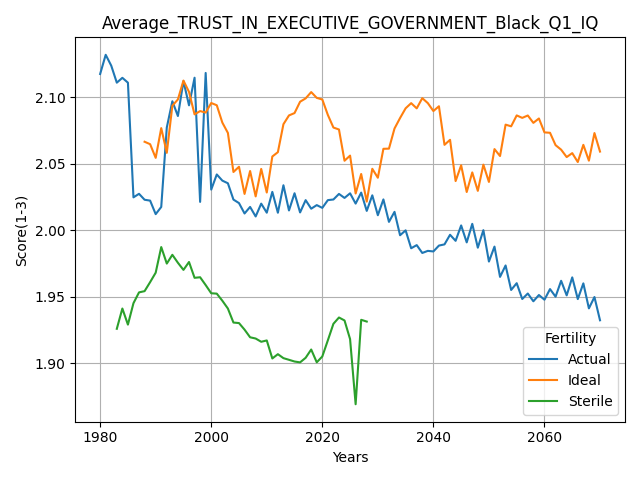 Average_TRUST_IN_EXECUTIVE_GOVERNMENT_Black_Q1_IQ
Score(1-3)
2.10
2.05
2.00
1.95
1.90
1980
2000
2020
2040
2060
Years
Fertility
Actual
Ideal
Sterile